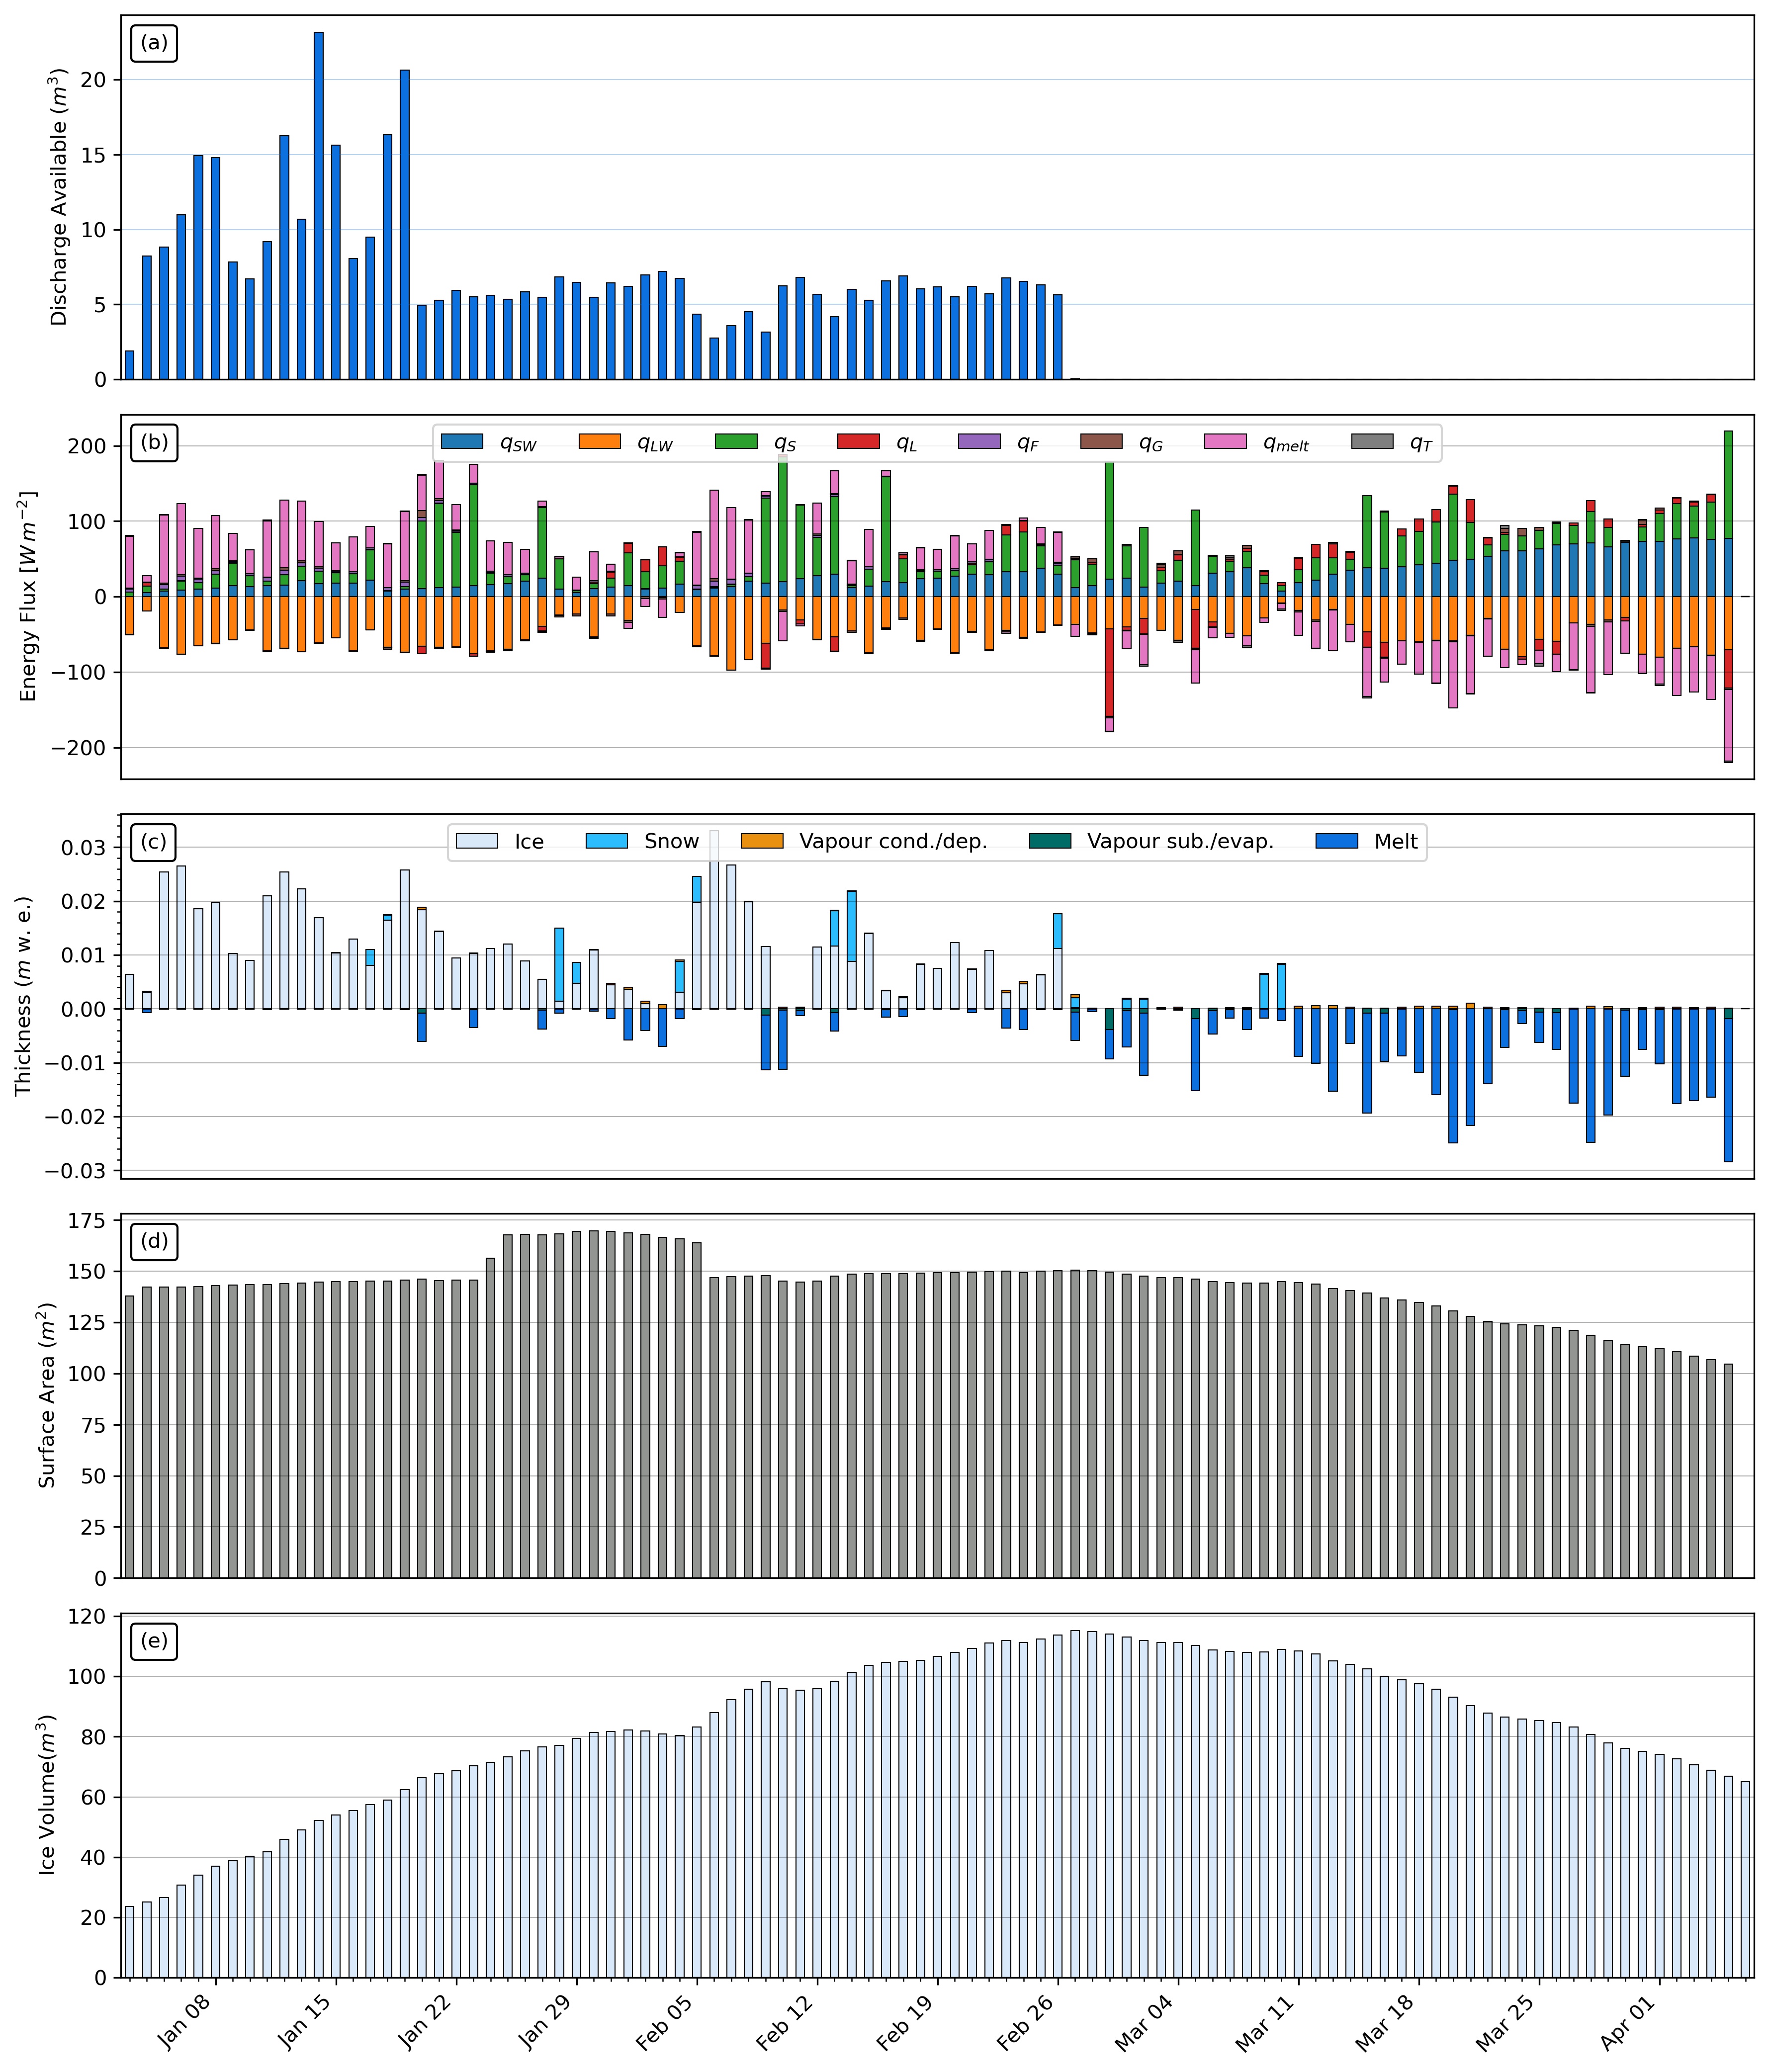 (a)
Discharge Available (m³)
20
15
10
5
0
(b)
q_SW q_LW q_S q_L q_F q_G q_melt q_T
Energy Flux [W m⁻²]
200
100
0
−100
−200
(c)
Ice Snow Vapour cond./dep. Vapour sub./evap. Melt
Thickness (m w. e.)
0.03
0.02
0.01
0.00
−0.01
−0.02
−0.03
(d)
Surface Area (m²)
175
150
125
100
75
50
25
0
(e)
Ice Volume(m³)
120
100
80
60
40
20
0
Jan 08 Jan 15 Jan 22 Jan 29 Feb 05 Feb 12 Feb 19 Feb 26 Mar 04 Mar 11 Mar 18 Mar 25 Apr 01